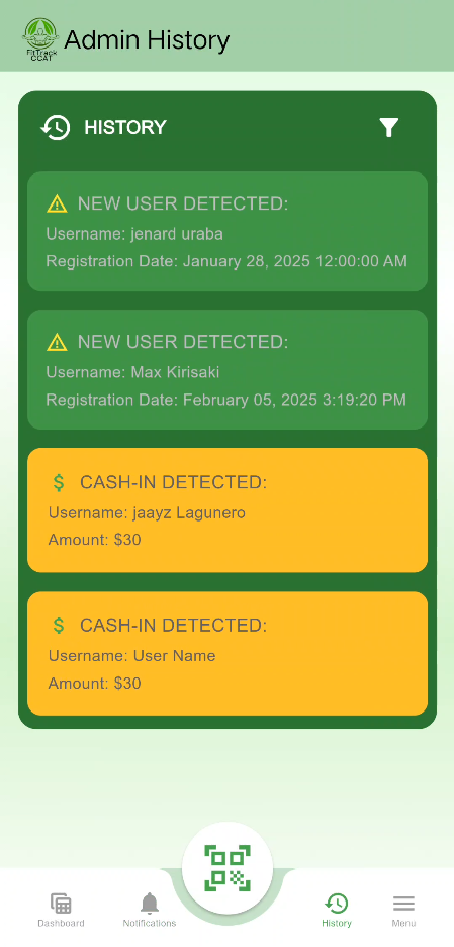 FitTrack
CCAT
Admin History
HISTORY
NEW USER DETECTED:
Username: jenard uraba
Registration Date: January 28, 2025 12:00:00 AM
NEW USER DETECTED:
Username: Max Kirisaki
Registration Date: February 05, 2025 3:19:20 PM
$ CASH-IN DETECTED:
Username: jaayz Lagunero
Amount: $30
$ CASH-IN DETECTED:
Username: User Name
Amount: $30
Dashboard
Notifications
History
Menu